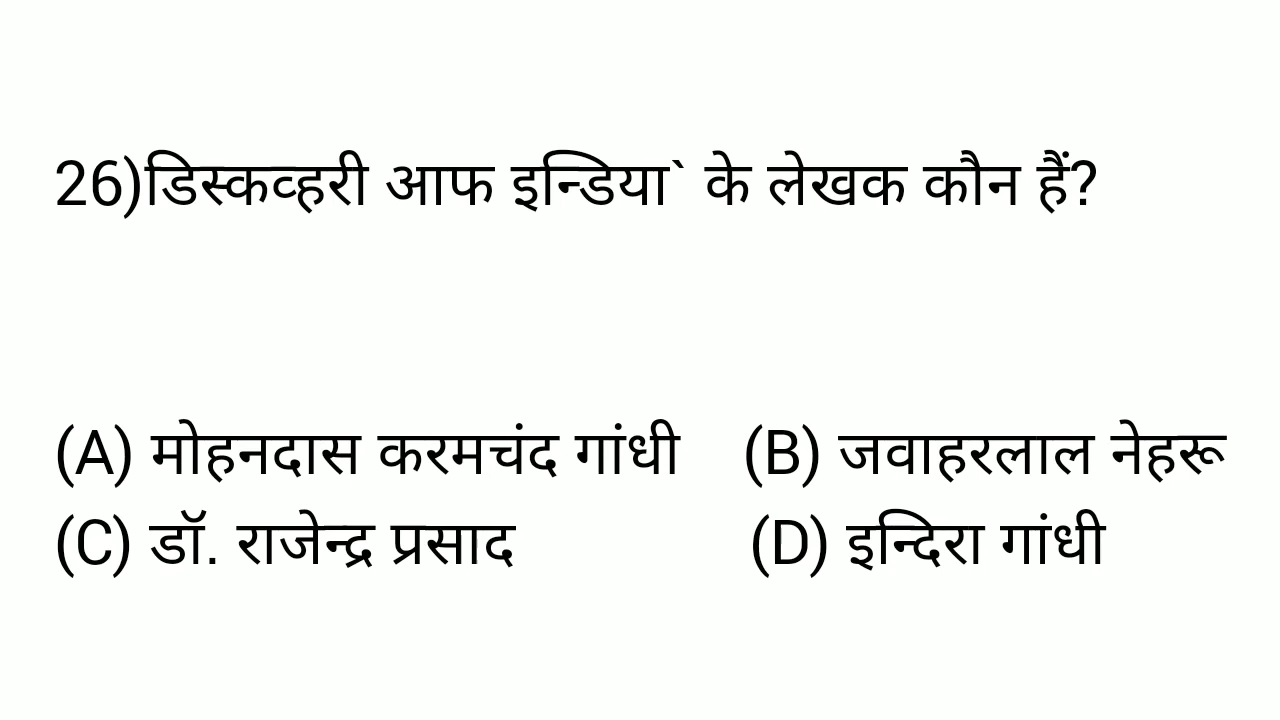 26)डिस्कव्हरी आफ इन्डिया` के लेखक कौन हैं?
(A) मोहनदास करमचंद गांधी (B) जवाहरलाल नेहरू
(C) डॉ. राजेन्द्र प्रसाद (D) इन्दिरा गांधी